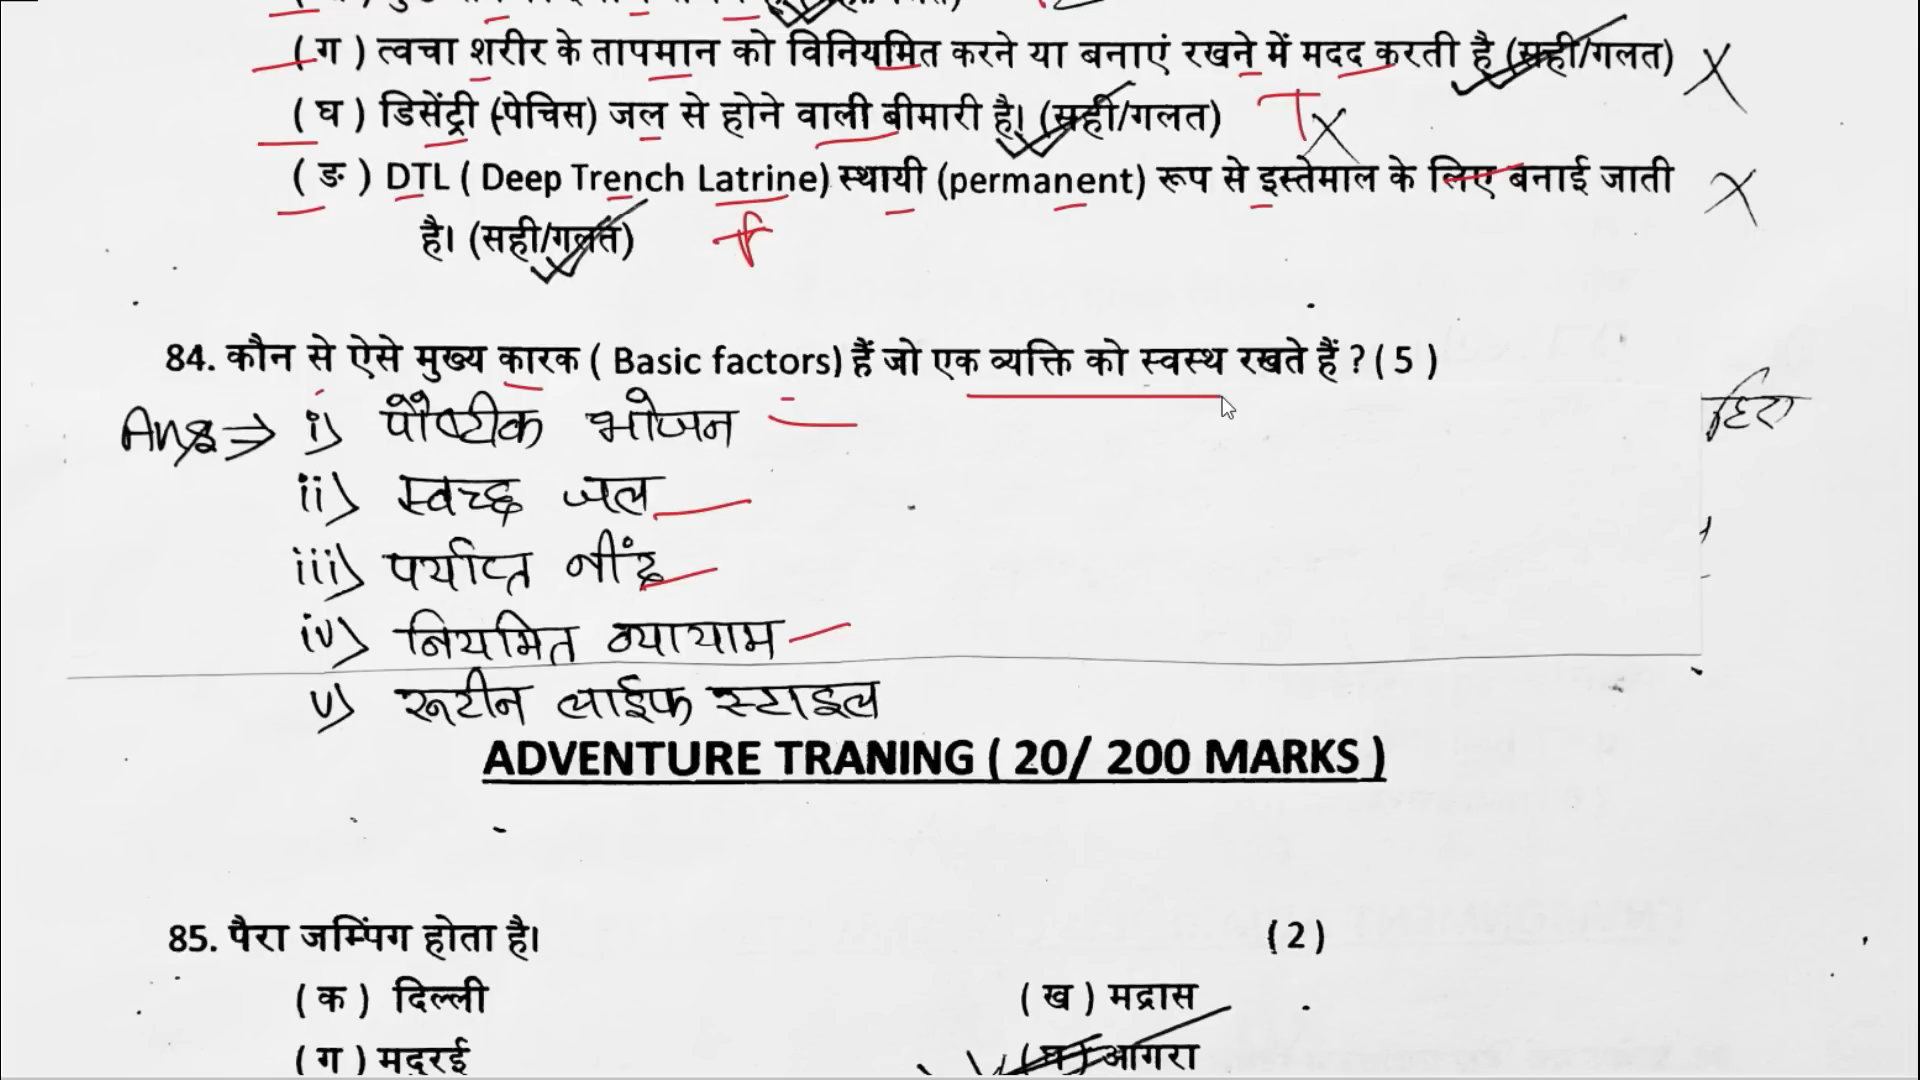 ( ग ) त्वचा शरीर के तापमान को विनियमित करने या बनाएं रखने में मदद करती है (सही/गलत) X
( घ ) डिसेंट्री (पेचिस) जल से होने वाली बीमारी है। (सही/गलत) T X
( ङ ) DTL ( Deep Trench Latrine) स्थायी (permanent) रूप से इस्तेमाल के लिए बनाई जाती X
है। (सही/गलत) f
84. कौन से ऐसे मुख्य कारक ( Basic factors) हैं जो एक व्यक्ति को स्वस्थ रखते हैं ? ( 5 )
Ans ⇒ i) पौष्टीक भोजन
ii) स्वच्छ जल
iii) पर्याप्त नींद
iv) नियमित व्यायाम
v) रूटीन लाईफ स्टाइल
ADVENTURE TRANING ( 20/ 200 MARKS )
85. पैरा जम्पिंग होता है। ( 2 )
( क ) दिल्ली ( ख ) मद्रास
( ग ) मदुरई ( घ ) आगरा